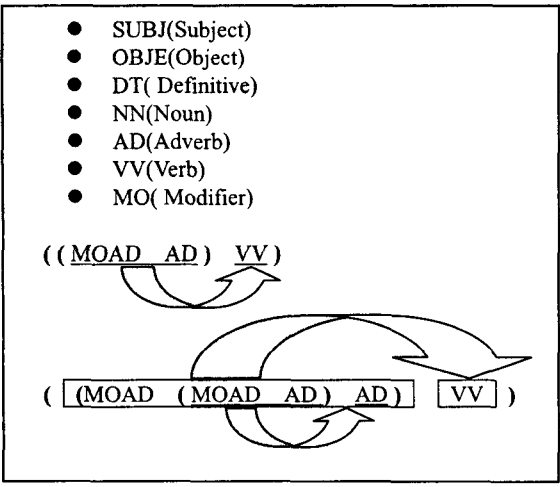 ● SUBJ(Subject)
● OBJE(Object)
● DT( Definitive)
● NN(Noun)
● AD(Adverb)
● VV(Verb)
● MO( Modifier)
( ( MOAD AD ) VV )
( (MOAD ( MOAD AD ) AD ) VV )